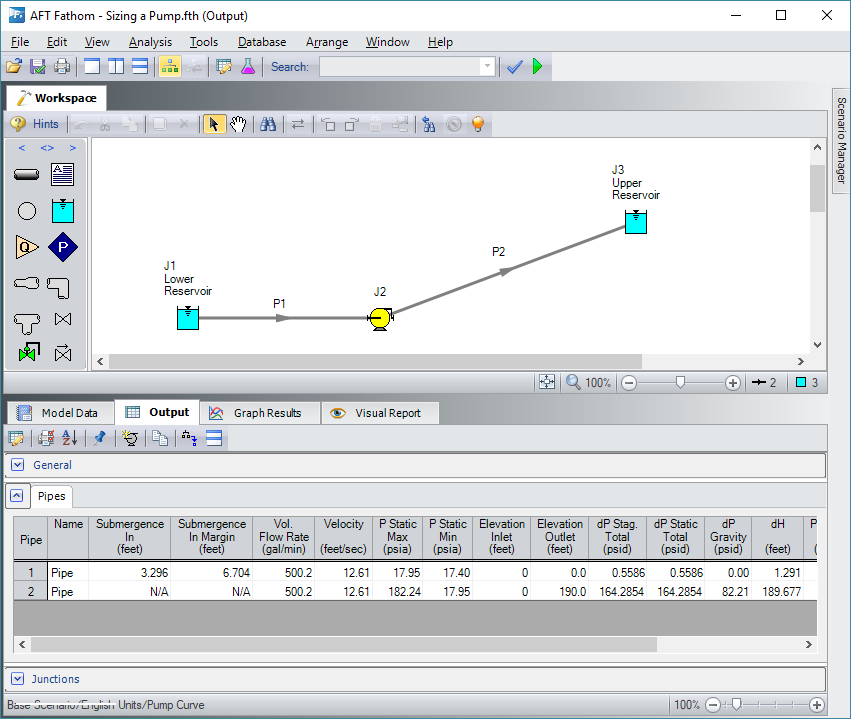 AFT Fathom - Sizing a Pump.fth (Output)
File Edit View Analysis Tools Database Arrange Window Help
Search:
Workspace
Scenario Manager
Hints
< <> >
A
Q
P
J3
Upper
Reservoir
P2
J1
Lower
Reservoir
P1
J2
100% 2 3
Model Data Output Graph Results Visual Report
General
Pipes
Pipe Name Submergence In (feet) Submergence In Margin (feet) Vol. Flow Rate (gal/min) Velocity (feet/sec) P Static Max (psia) P Static Min (psia) Elevation Inlet (feet) Elevation Outlet (feet) dP Stag. Total (psid) dP Static Total (psid) dP Gravity (psid) dH (feet) P
1 Pipe 3.296 6.704 500.2 12.61 17.95 17.40 0 0.0 0.5586 0.5586 0.00 1.291
2 Pipe N/A N/A 500.2 12.61 182.24 17.95 0 190.0 164.2854 164.2854 82.21 189.677
Junctions
Base Scenario/English Units/Pump Curve 100%